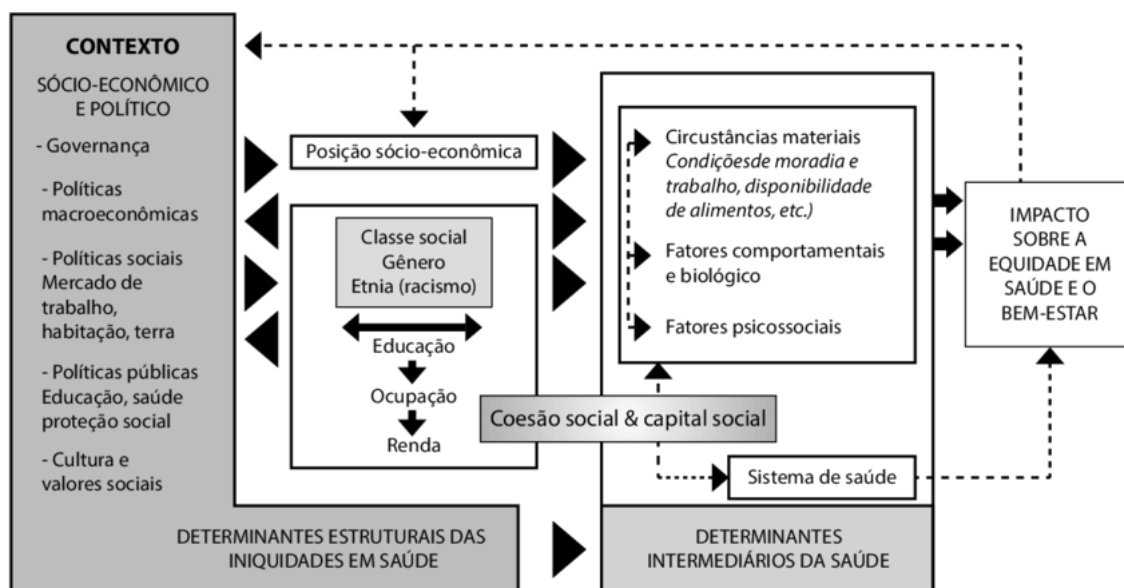 CONTEXTO
SÓCIO-ECONÔMICO
E POLÍTICO
- Governança
- Políticas
macroeconômicas
- Políticas sociais
Mercado de
trabalho,
habitação, terra
- Políticas públicas
Educação, saúde
proteção social
- Cultura e
valores sociais
DETERMINANTES ESTRUTURAIS DAS
INIQUIDADES EM SAÚDE
Posição sócio-econômica
Classe social
Gênero
Etnia (racismo)
Educação
Ocupação
Renda
Coesão social & capital social
Circustâncias materiais
Condiçõesde moradia e
trabalho, disponibilidade
de alimentos, etc.)
Fatores comportamentais
e biológico
Fatores psicossociais
Sistema de saúde
DETERMINANTES
INTERMEDIÁRIOS DA SAÚDE
IMPACTO
SOBRE A
EQUIDADE EM
SAÚDE E O
BEM-ESTAR